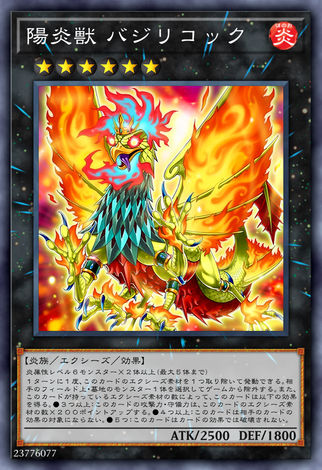 陽炎獣 バジリコック
ほのお
炎
【炎族/エクシーズ/効果】
炎属性レベル6モンスター×2体以上(最大5体まで)
1ターンに1度、このカードのエクシーズ素材を1つ取り除いて発動できる。相
手のフィールド上・墓地のモンスター1体を選択してゲームから除外する。また、
このカードが持っているエクシーズ素材の数によって、このカードは以下の効果
を得る。●3つ以上:このカードの攻撃力・守備力は、このカードのエクシーズ素
材の数×200ポイントアップする。●4つ以上:このカードは相手のカードの
効果の対象にならない。●5つ:このカードはカードの効果では破壊されない。
ATK/2500 DEF/1800
23776077